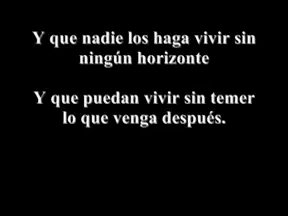 Y que nadie los haga vivir sin
ningún horizonte
Y que puedan vivir sin temer
lo que venga después.